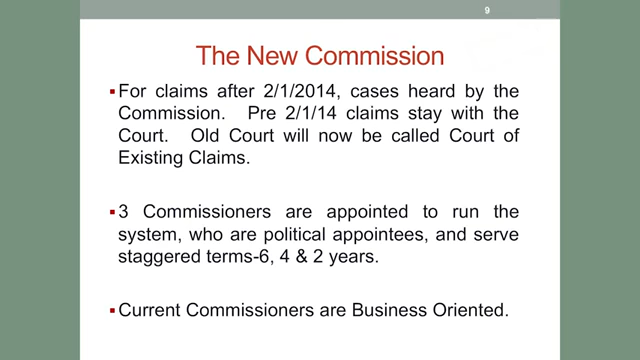 9
The New Commission
▪For claims after 2/1/2014, cases heard by the
Commission. Pre 2/1/14 claims stay with the
Court. Old Court will now be called Court of
Existing Claims.
▪3 Commissioners are appointed to run the
system, who are political appointees, and serve
staggered terms-6, 4 & 2 years.
▪Current Commissioners are Business Oriented.